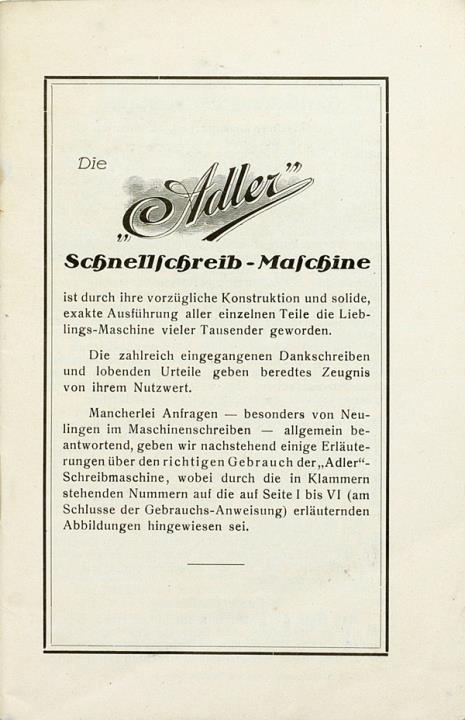 Die
„Adler”
Schnellſchreib-Maſchine
ist durch ihre vorzügliche Konstruktion und solide,
exakte Ausführung aller einzelnen Teile die Lieb-
lings-Maschine vieler Tausender geworden.
Die zahlreich eingegangenen Dankschreiben
und lobenden Urteile geben beredtes Zeugnis
von ihrem Nutzwert.
Mancherlei Anfragen — besonders von Neu-
lingen im Maschinenschreiben — allgemein be-
antwortend, geben wir nachstehend einige Erläute-
rungen über den richtigen Gebrauch der „Adler“-
Schreibmaschine, wobei durch die in Klammern
stehenden Nummern auf die auf Seite I bis VI (am
Schlusse der Gebrauchs-Anweisung) erläuternden
Abbildungen hingewiesen sei.